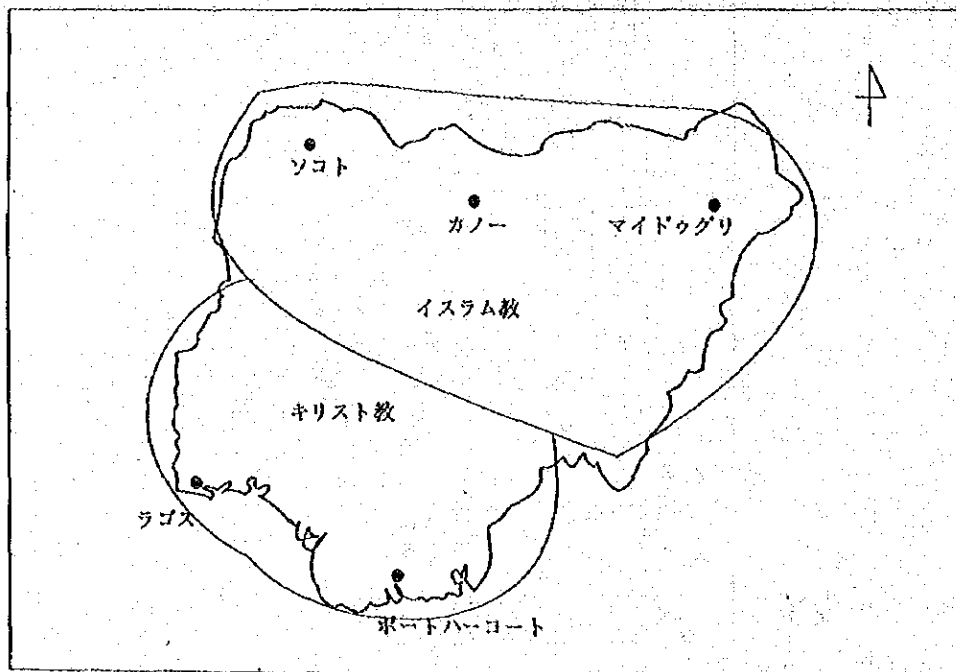 ソコト
カノー
マイドゥグリ
イスラム教
キリスト教
ラゴス
ポートハーコート